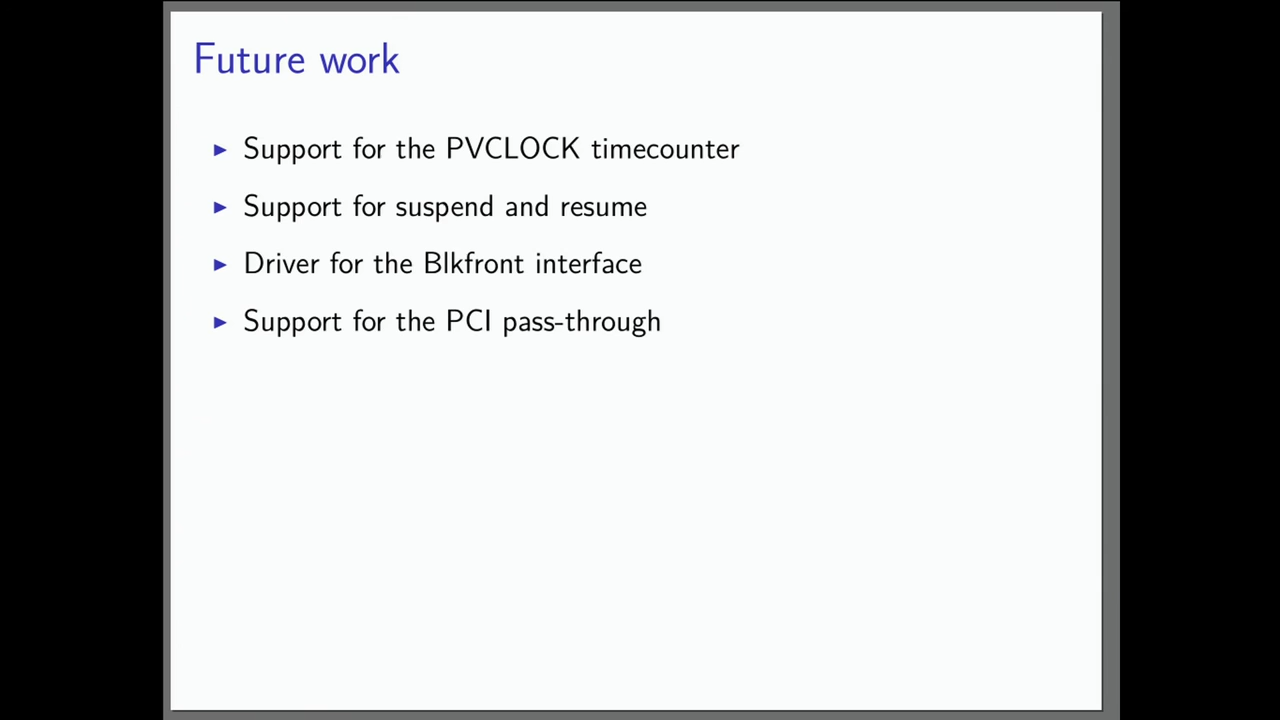 Future work
Support for the PVCLOCK timecounter
Support for suspend and resume
Driver for the Blkfront interface
Support for the PCI pass-through